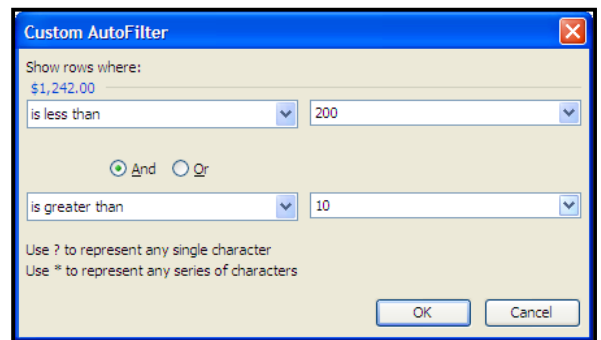 Custom AutoFilter
Show rows where:
$1,242.00
is less than 200
And Or
is greater than 10
Use ? to represent any single character
Use * to represent any series of characters
OK Cancel